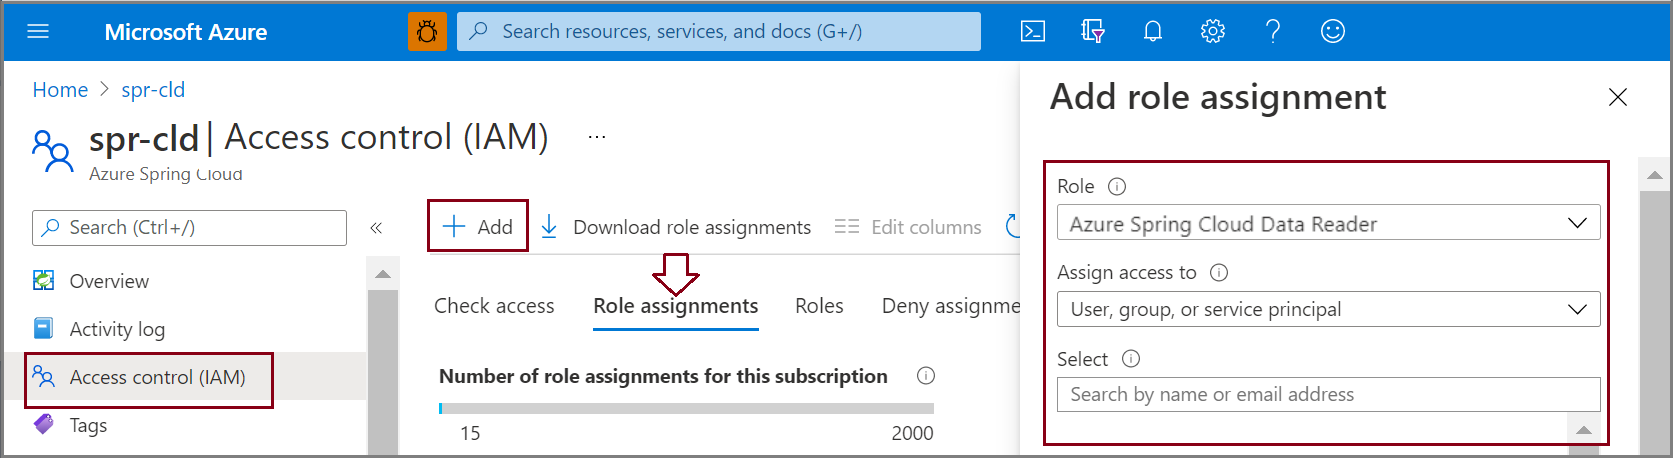 Microsoft Azure
Search resources, services, and docs (G+/)
Home > spr-cld
spr-cld | Access control (IAM) ...
Azure Spring Cloud
Search (Ctrl+/)
«
Overview
Activity log
Access control (IAM)
Tags
+ Add
Download role assignments
Edit columns
Check access
Role assignments
Roles
Deny assignme
Number of role assignments for this subscription
15
2000
Add role assignment
Role
Azure Spring Cloud Data Reader
Assign access to
User, group, or service principal
Select
Search by name or email address